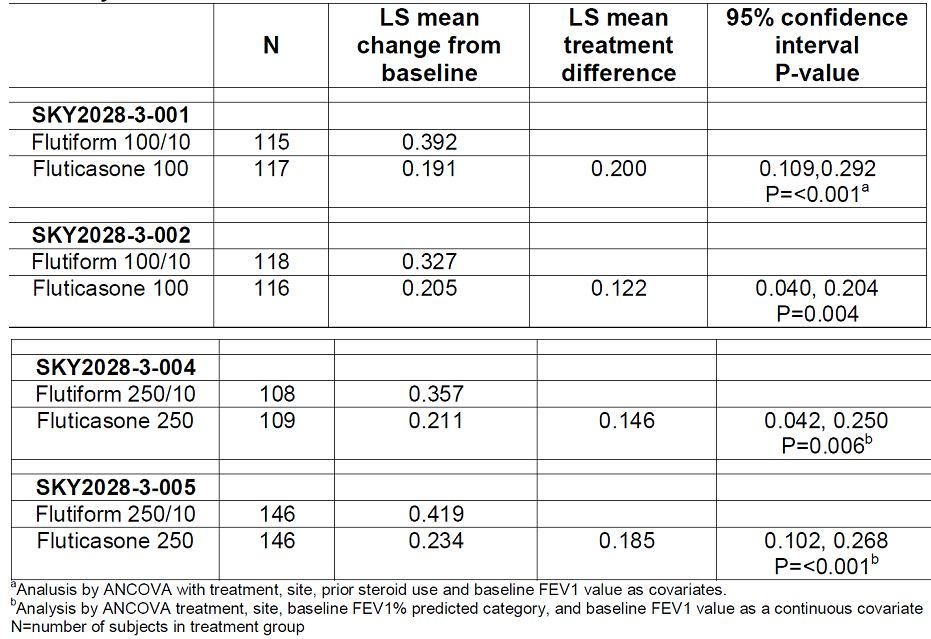 N LS mean change from baseline LS mean treatment difference 95% confidence interval P-value
SKY2028-3-001
Flutiform 100/10 115 0.392
Fluticasone 100 117 0.191 0.200 0.109,0.292
P=<0.001a
SKY2028-3-002
Flutiform 100/10 118 0.327
Fluticasone 100 116 0.205 0.122 0.040, 0.204
P=0.004
SKY2028-3-004
Flutiform 250/10 108 0.357
Fluticasone 250 109 0.211 0.146 0.042, 0.250
P=0.006b
SKY2028-3-005
Flutiform 250/10 146 0.419
Fluticasone 250 146 0.234 0.185 0.102, 0.268
P=<0.001b
aAnalusis by ANCOVA with treatment, site, prior steroid use and baseline FEV1 value as covariates.
bAnalysis by ANCOVA treatment, site, baseline FEV1% predicted category, and baseline FEV1 value as a continuous covariate
N=number of subjects in treatment group